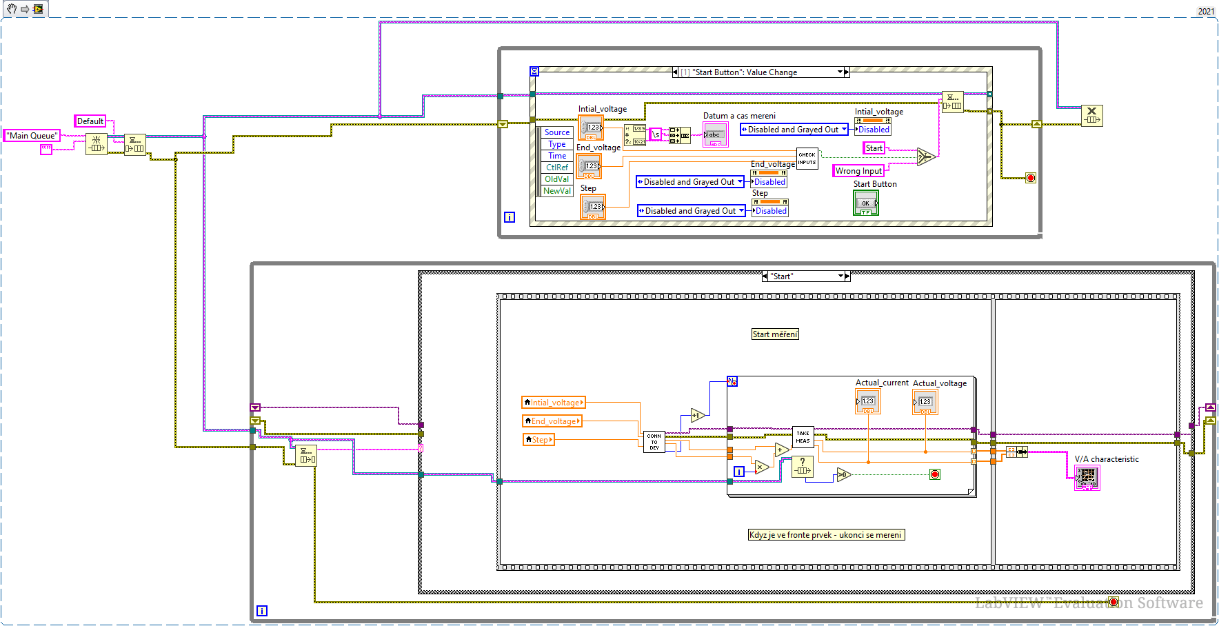 2021
[1] "Start Button": Value Change
"Main Queue"
Default
Source
Type
Time
CtlRef
OldVal
NewVal
Intial_voltage
End_voltage
Step
Datum a cas mereni
Disabled and Grayed Out
Intial_voltage
Disabled
CHECK
INPUTS
Start
Wrong Input
End_voltage
Disabled and Grayed Out
Disabled
Step
Disabled and Grayed Out
Disabled
Start Button
OK
"Start"
Start měření
Intial_voltage
End_voltage
Step
CONN
TO
DEV
TAKE
MEAS
Actual_current
Actual_voltage
V/A characteristic
Kdyz je ve fronte prvek - ukonci se mereni
LabVIEW™ Evaluation Software